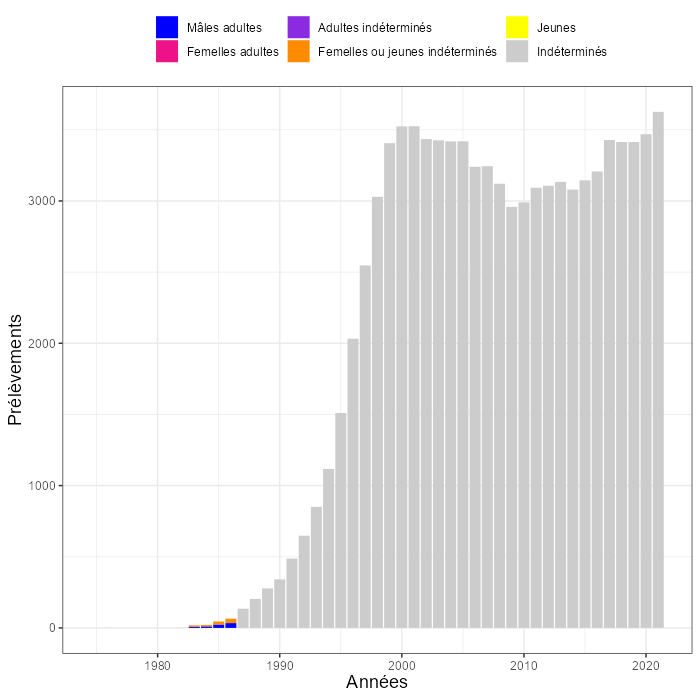 Mâles adultes Adultes indéterminés Jeunes
Femelles adultes Femelles ou jeunes indéterminés Indéterminés
3000
2000
1000
0
Prélèvements
1980 1990 2000 2010 2020
Années